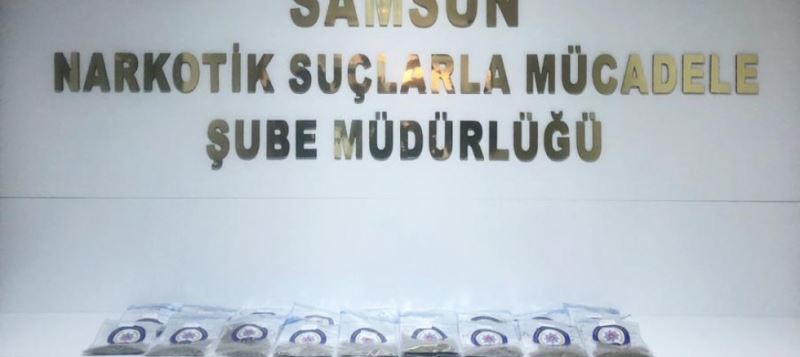 SAMSUN
NARKOTİK SUÇLARLA MÜCADELE
ŞUBE MÜDÜRLÜĞÜ